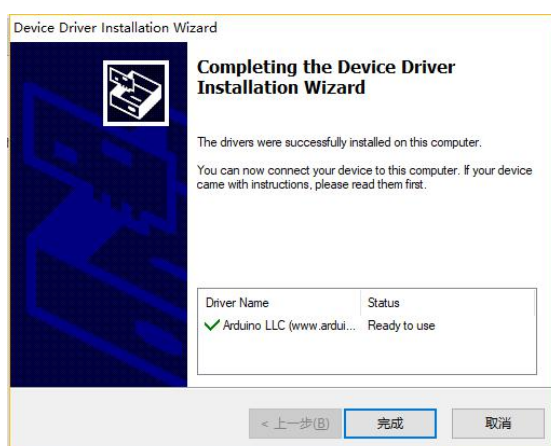 Device Driver Installation Wizard
Completing the Device Driver
Installation Wizard
The drivers were successfully installed on this computer.
You can now connect your device to this computer. If your device
came with instructions, please read them first.
Driver Name Status
Arduino LLC (www.ardui... Ready to use
< 上一步(B) 完成 取消